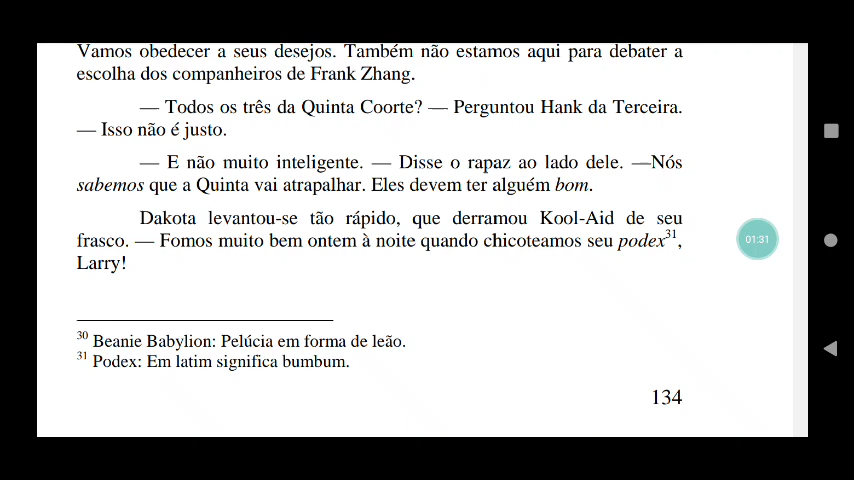 Vamos obedecer a seus desejos. Também não estamos aqui para debater a
escolha dos companheiros de Frank Zhang.
— Todos os três da Quinta Coorte? — Perguntou Hank da Terceira.
— Isso não é justo.
— E não muito inteligente. — Disse o rapaz ao lado dele. —Nós
sabemos que a Quinta vai atrapalhar. Eles devem ter alguém bom.
Dakota levantou-se tão rápido, que derramou Kool-Aid de seu
frasco. — Fomos muito bem ontem à noite quando chicoteamos seu podex31,
Larry!
30 Beanie Babylion: Pelúcia em forma de leão.
31 Podex: Em latim significa bumbum.
134
01:31